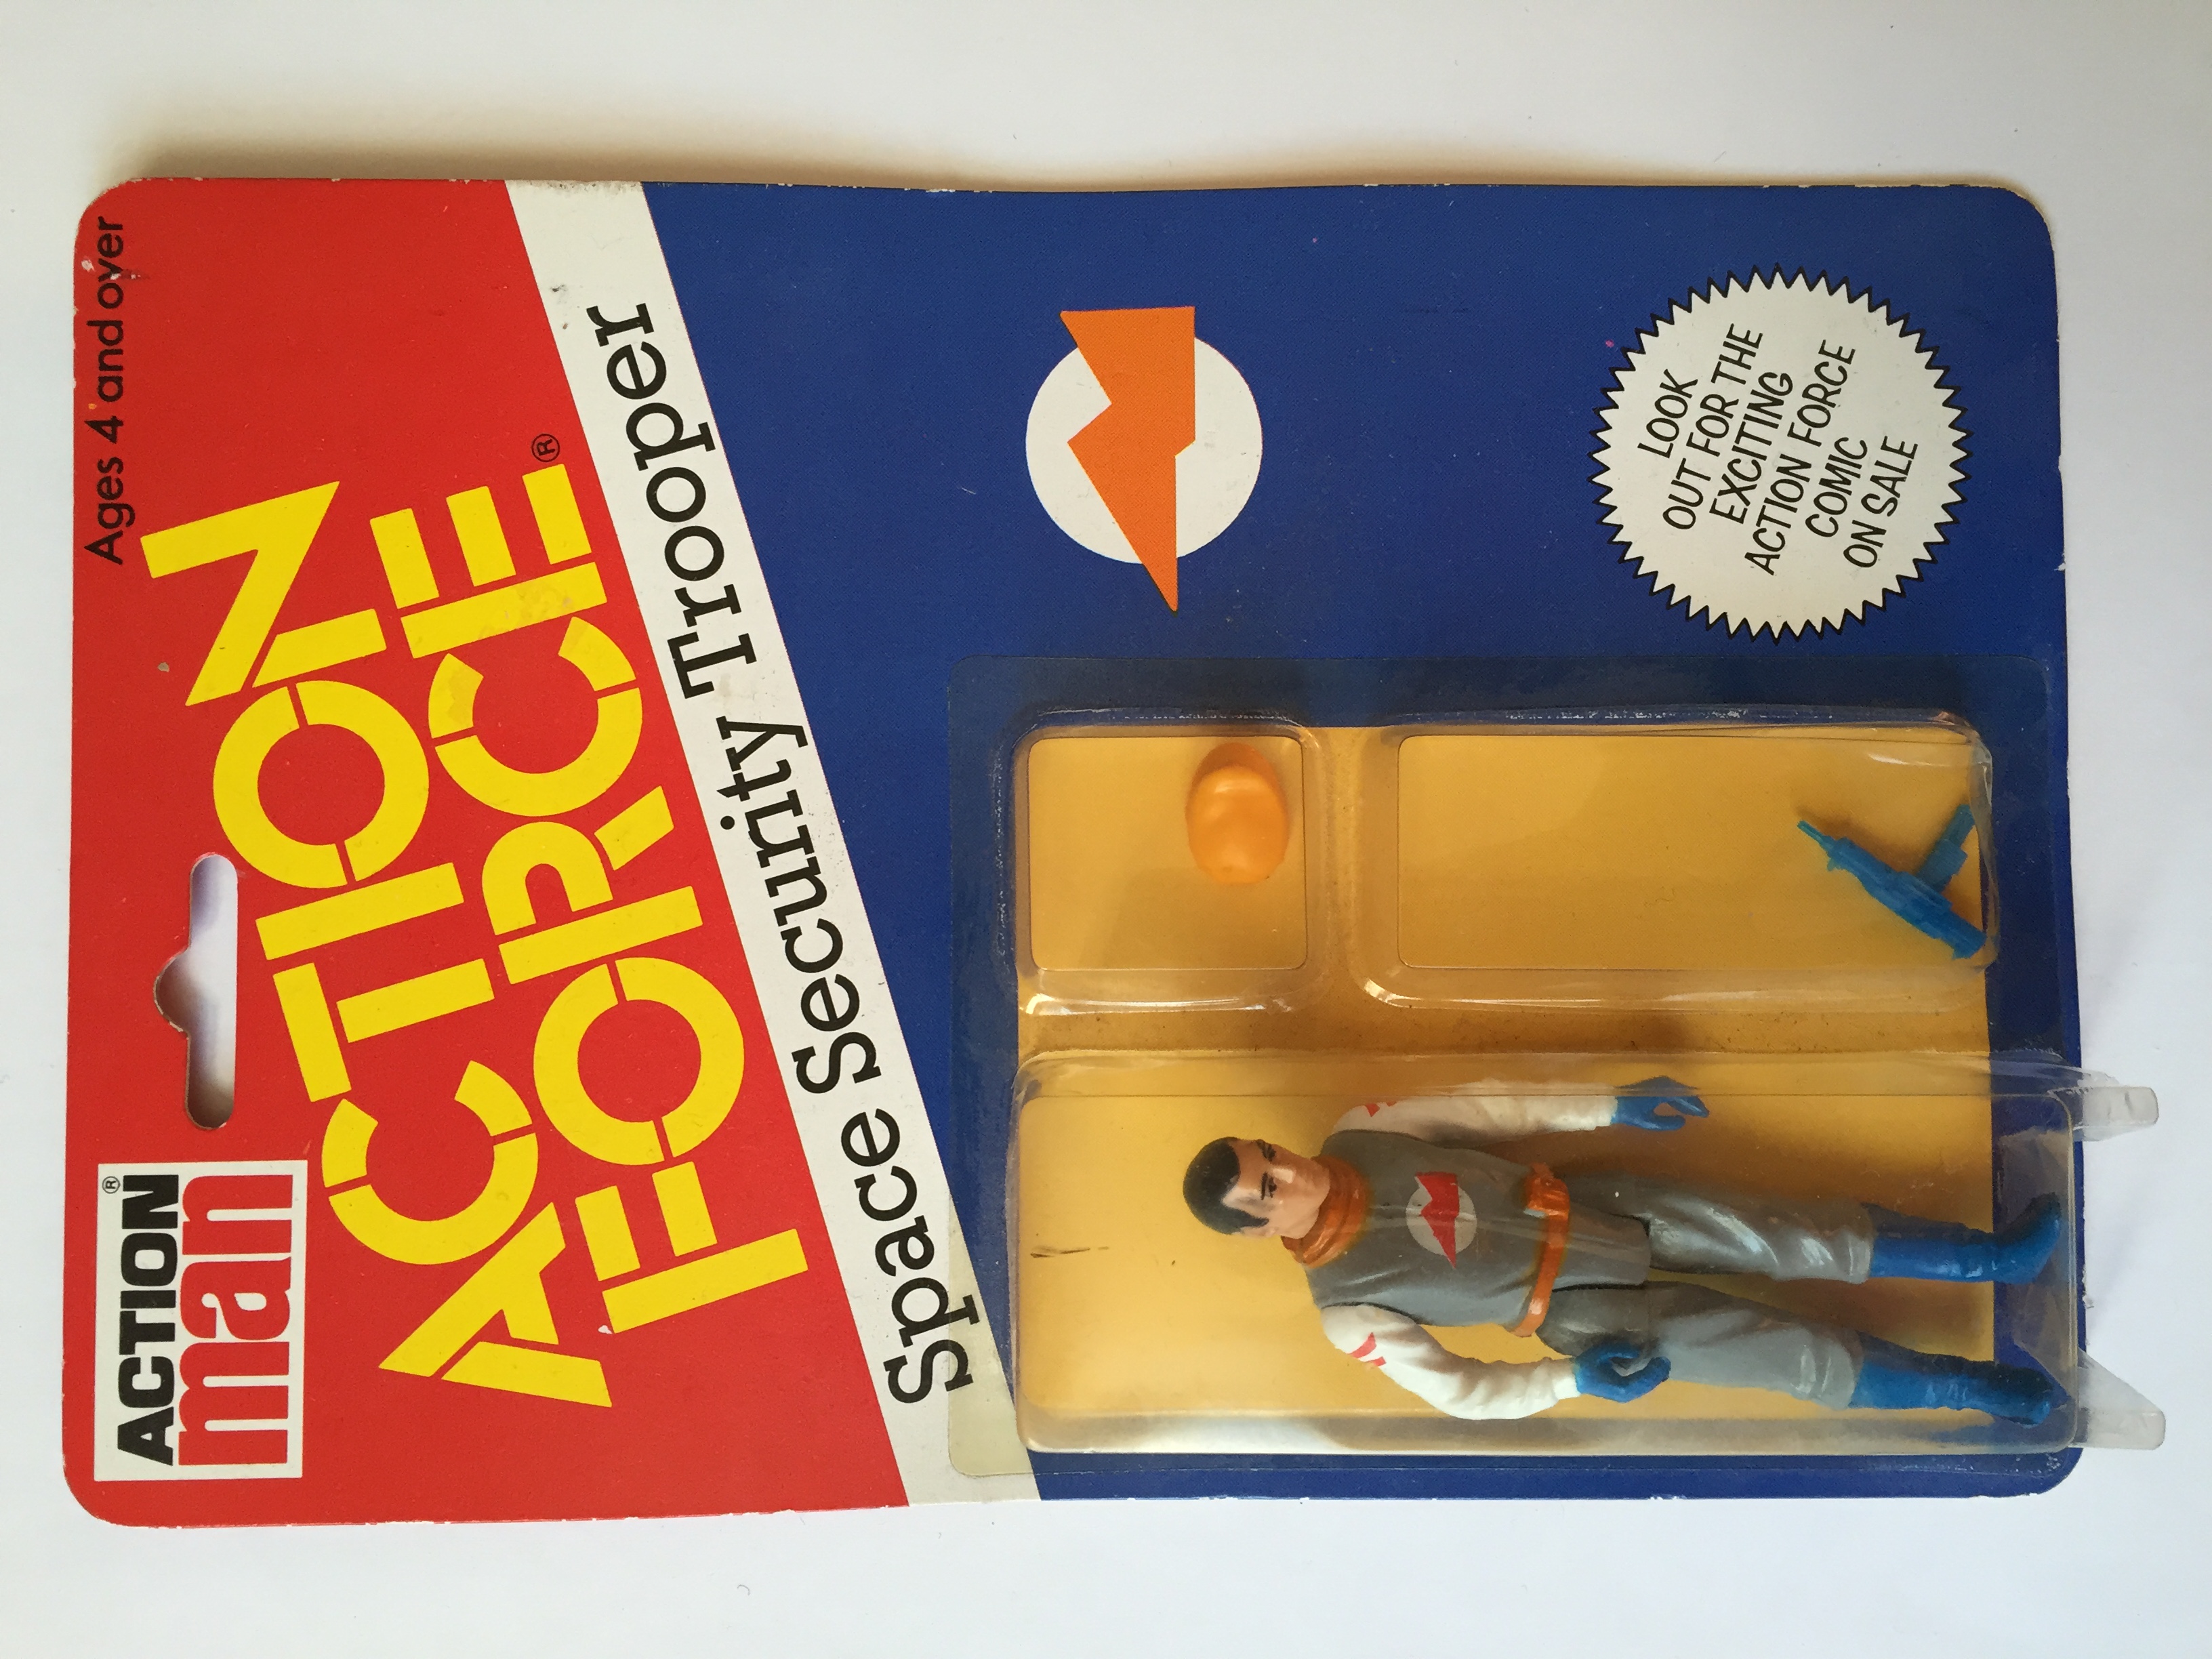 Ages 4 and over
ACTION®
man
ACTION
FORCE®
Space Security Trooper
LOOK
OUT FOR THE
EXCITING
ACTION FORCE
COMIC
ON SALE